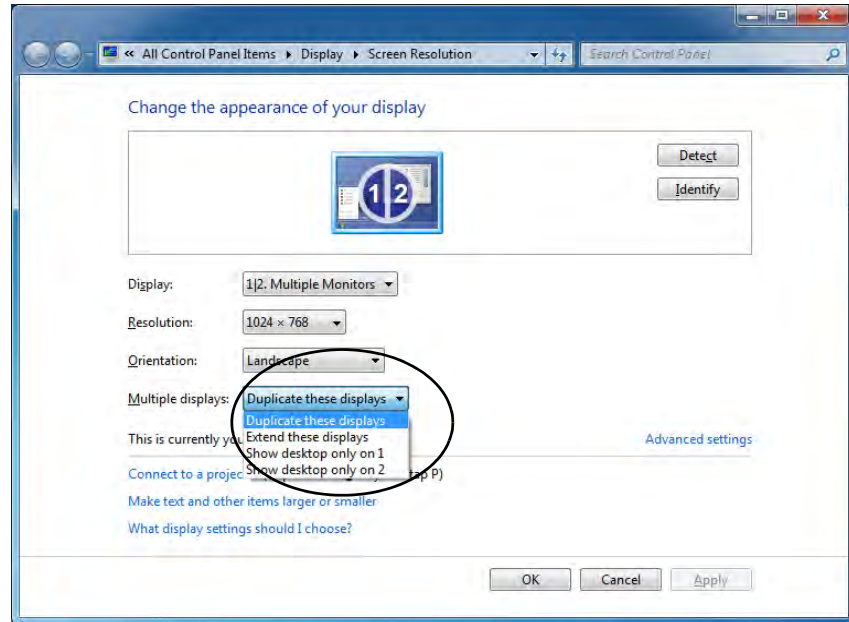 « All Control Panel Items ▸ Display ▸ Screen Resolution
Search Control Panel
Change the appearance of your display
1 2
Detect
Identify
Display: 1|2. Multiple Monitors
Resolution: 1024 × 768
Orientation: Landscape
Multiple displays: Duplicate these displays
Duplicate these displays
Extend these displays
This is currently
Show desktop only on 1
Advanced settings
Show desktop only on 2
Connect to a tap P)
Make text and other items larger or smaller
What display settings should I choose?
OK Cancel Apply